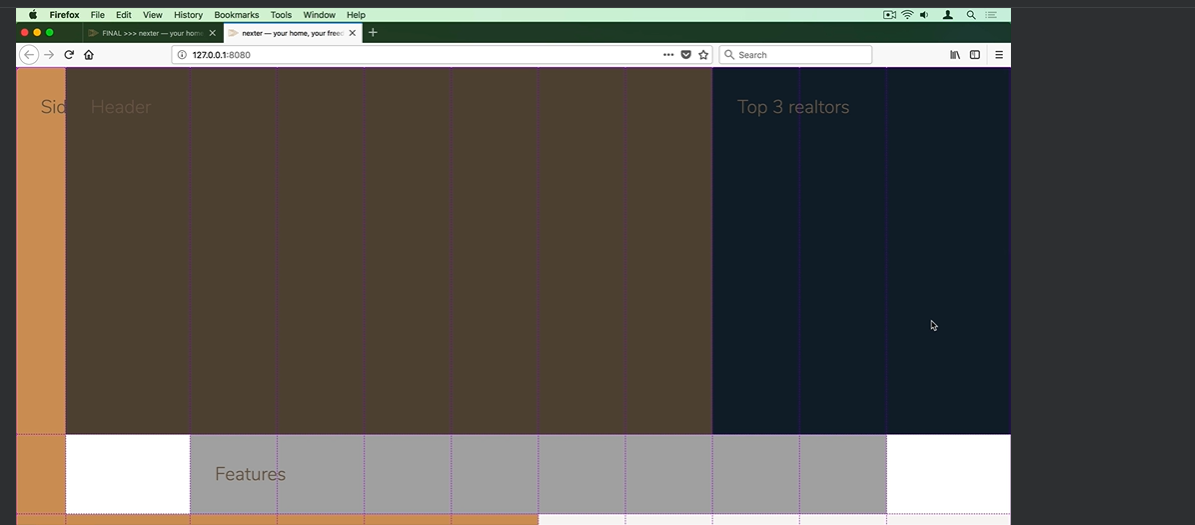 Firefox File Edit View History Bookmarks Tools Window Help
FINAL >>> nexter — your home
nexter — your home, your freed
127.0.0.1:8080
Search
Sid
Header
Top 3 realtors
Features